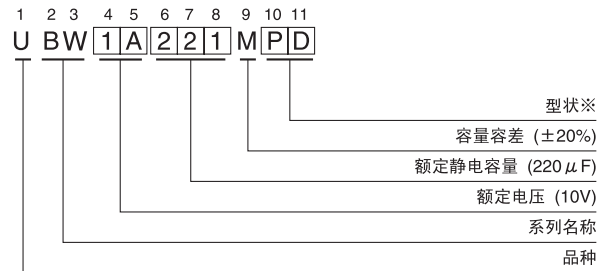 1 2 3 4 5 6 7 8 9 10 11
U B W 1 A 2 2 1 M P D
型状※
容量容差 (±20%)
额定静电容量 (220μF)
额定电压 (10V)
系列名称
品种